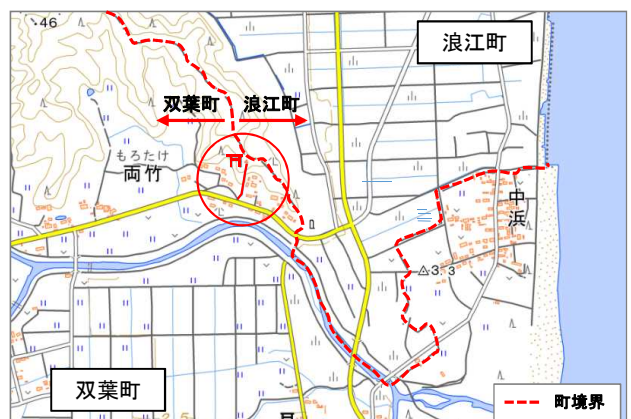 ・46
浪江町
双葉町 浪江町
もろたけ
両竹
中浜
△3.3
双葉町
町境界